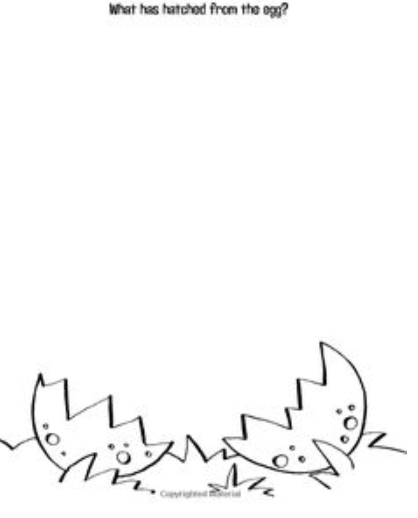 What has hatched from the egg?
Copyrighted Material